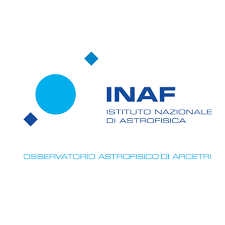 INAF
ISTITUTO NAZIONALE
DI ASTROFISICA
OSSERVATORIO ASTROFISICO DI ARCETRI